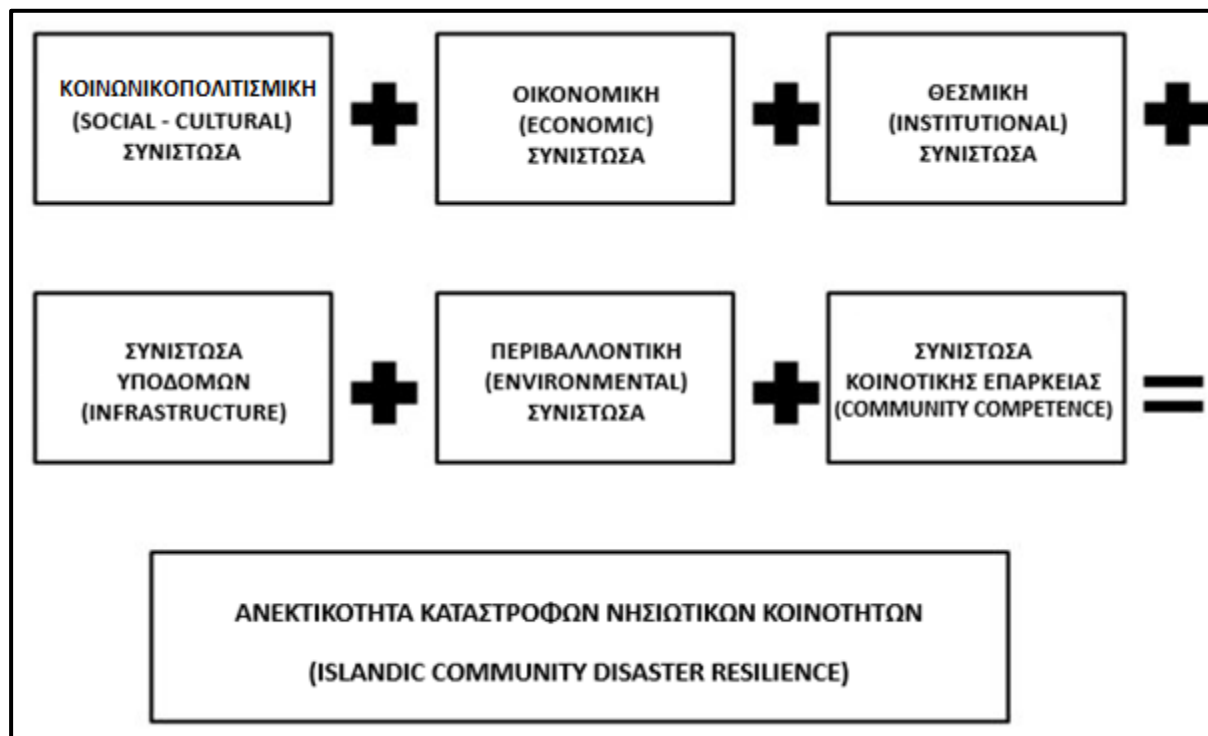 ΚΟΙΝΩΝΙΚΟΠΟΛΙΤΙΣΜΙΚΗ
(SOCIAL - CULTURAL)
ΣΥΝΙΣΤΩΣΑ
ΟΙΚΟΝΟΜΙΚΗ
(ECONOMIC)
ΣΥΝΙΣΤΩΣΑ
ΘΕΣΜΙΚΗ
(INSTITUTIONAL)
ΣΥΝΙΣΤΩΣΑ
ΣΥΝΙΣΤΩΣΑ
ΥΠΟΔΟΜΩΝ
(INFRASTRUCTURE)
ΠΕΡΙΒΑΛΛΟΝΤΙΚΗ
(ENVIRONMENTAL)
ΣΥΝΙΣΤΩΣΑ
ΣΥΝΙΣΤΩΣΑ
ΚΟΙΝΟΤΙΚΗΣ ΕΠΑΡΚΕΙΑΣ
(COMMUNITY COMPETENCE)
ΑΝΕΚΤΙΚΟΤΗΤΑ ΚΑΤΑΣΤΡΟΦΩΝ ΝΗΣΙΩΤΙΚΩΝ ΚΟΙΝΟΤΗΤΩΝ
(ISLANDIC COMMUNITY DISASTER RESILIENCE)